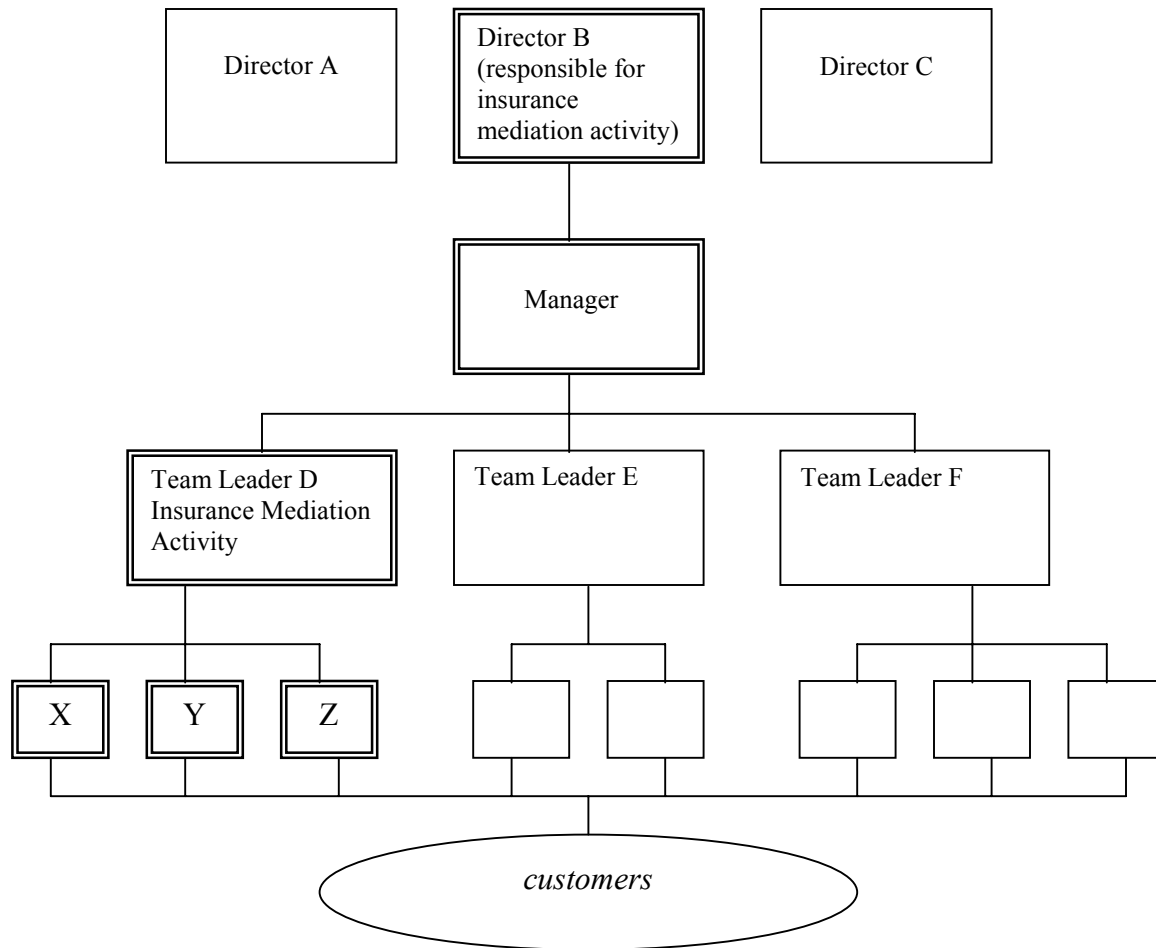 Director A
Director B
(responsible for
insurance
mediation activity)
Director C
Manager
Team Leader D
Insurance Mediation
Activity
Team Leader E
Team Leader F
X
Y
Z
customers